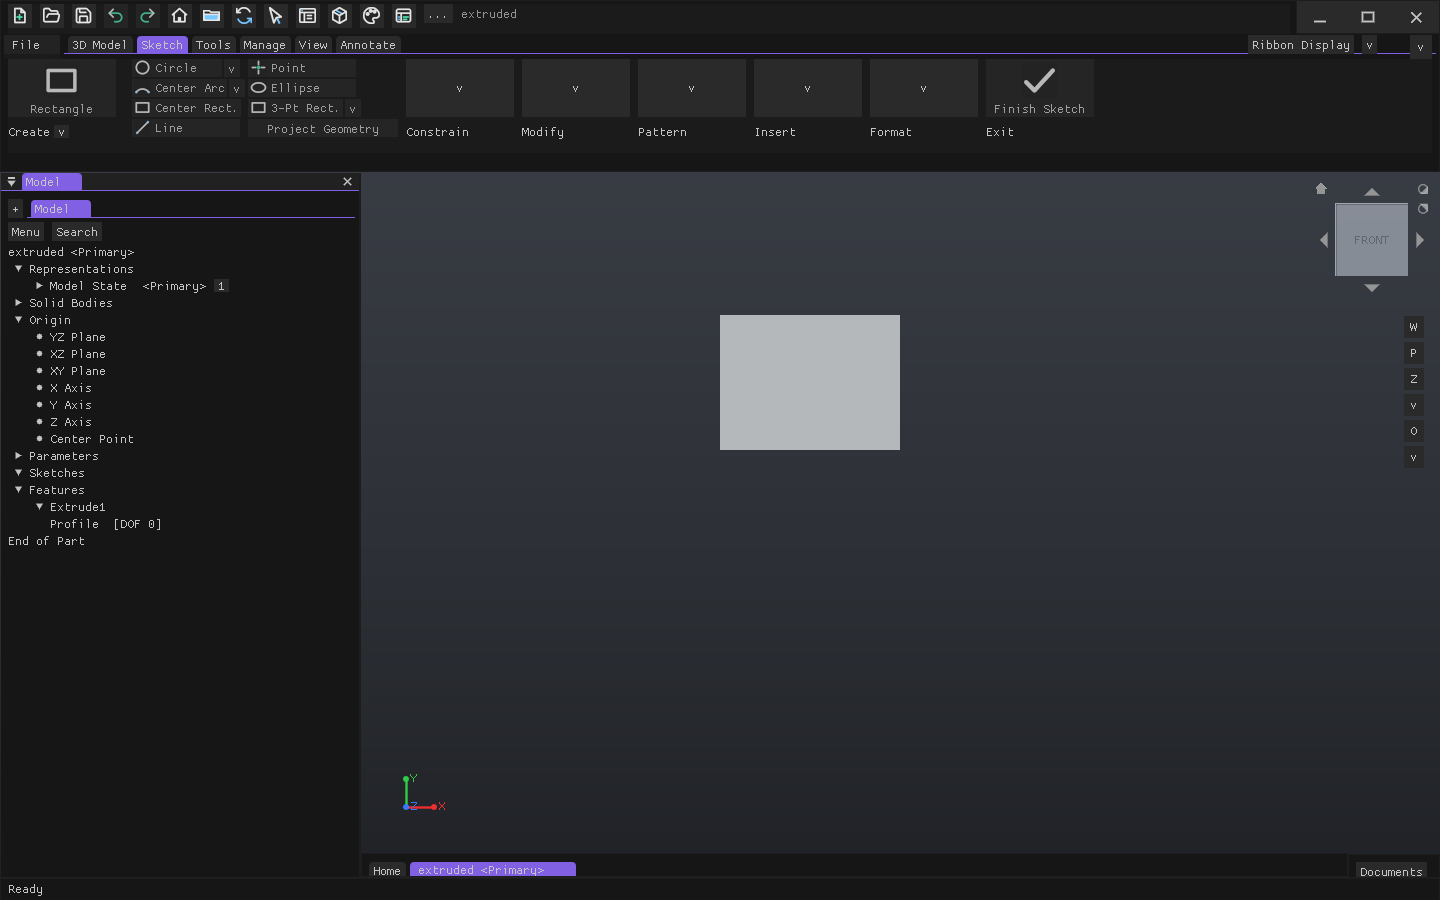 ... extruded
File 3D Model Sketch Tools Manage View Annotate Ribbon Display v v
Rectangle
Create v
Circle v Point
Center Arc v Ellipse
Center Rect. 3-Pt Rect. v
Line Project Geometry
v v v v v
Constrain Modify Pattern Insert Format
Finish Sketch
Exit
Model
+ Model
Menu Search
extruded <Primary>
Representations
Model State <Primary> 1
Solid Bodies
Origin
YZ Plane
XZ Plane
XY Plane
X Axis
Y Axis
Z Axis
Center Point
Parameters
Sketches
Features
Extrude1
Profile [DOF 0]
End of Part
FRONT
W
P
Z
v
O
v
Y
Z X
Home extruded <Primary> Documents
Ready